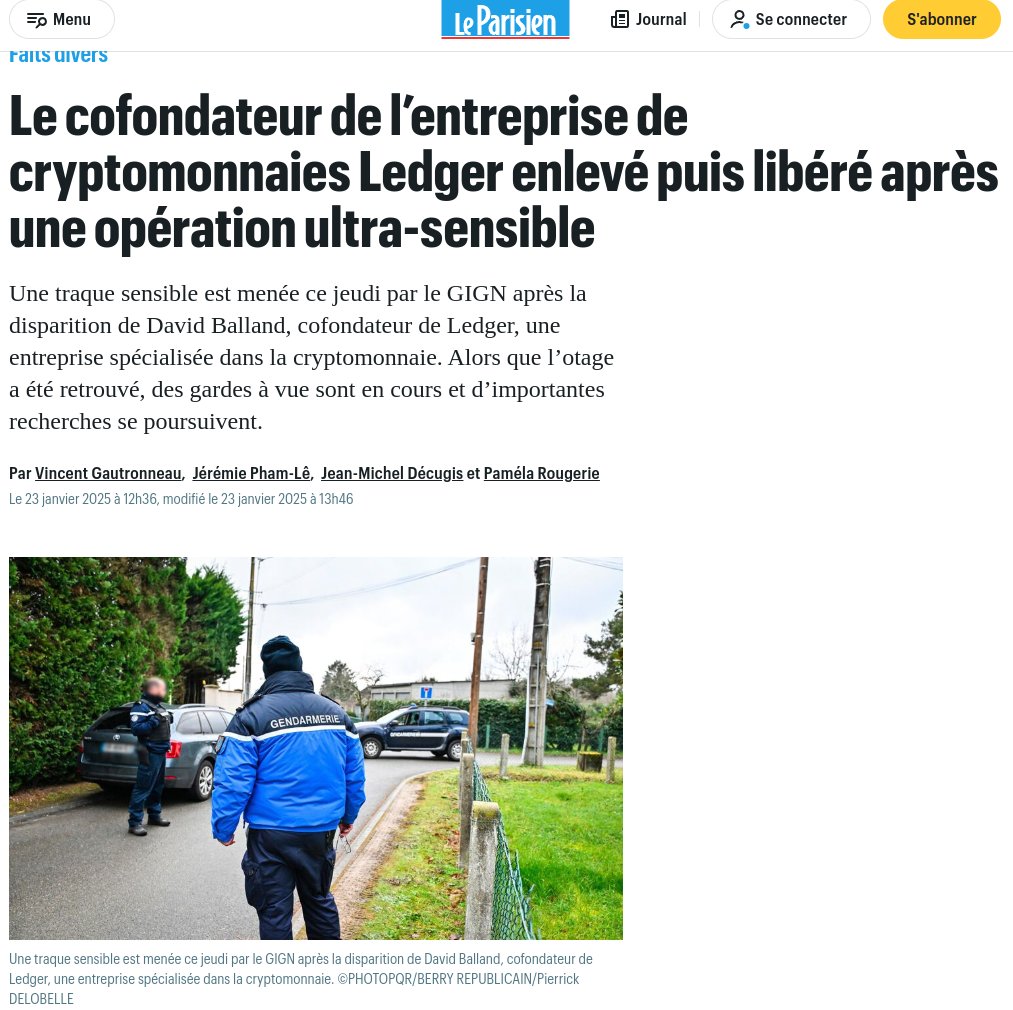 Menu
Le Parisien
Journal
Se connecter
S'abonner
Faits divers
Le cofondateur de l’entreprise de
cryptomonnaies Ledger enlevé puis libéré après
une opération ultra-sensible
Une traque sensible est menée ce jeudi par le GIGN après la
disparition de David Balland, cofondateur de Ledger, une
entreprise spécialisée dans la cryptomonnaie. Alors que l’otage
a été retrouvé, des gardes à vue sont en cours et d’importantes
recherches se poursuivent.
Par Vincent Gautronneau, Jérémie Pham-Lê, Jean-Michel Décugis et Paméla Rougerie
Le 23 janvier 2025 à 12h36, modifié le 23 janvier 2025 à 13h46
GENDARMERIE
Une traque sensible est menée ce jeudi par le GIGN après la disparition de David Balland, cofondateur de
Ledger, une entreprise spécialisée dans la cryptomonnaie. ©PHOTOPQR/BERRY REPUBLICAIN/Pierrick
DELOBELLE